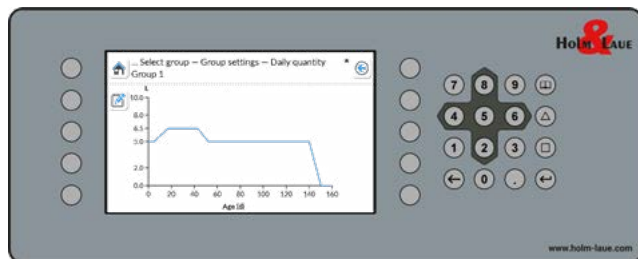 Holm & Laue
... Select group — Group settings — Daily quantity *
Group 1
L
10.0
8.0
6.5
5.0
2.0
0.0
0 20 40 60 80 100 120 140 160
Age [d]
7 8 9
4 5 6
1 2 3
0 .
www.holm-laue.com